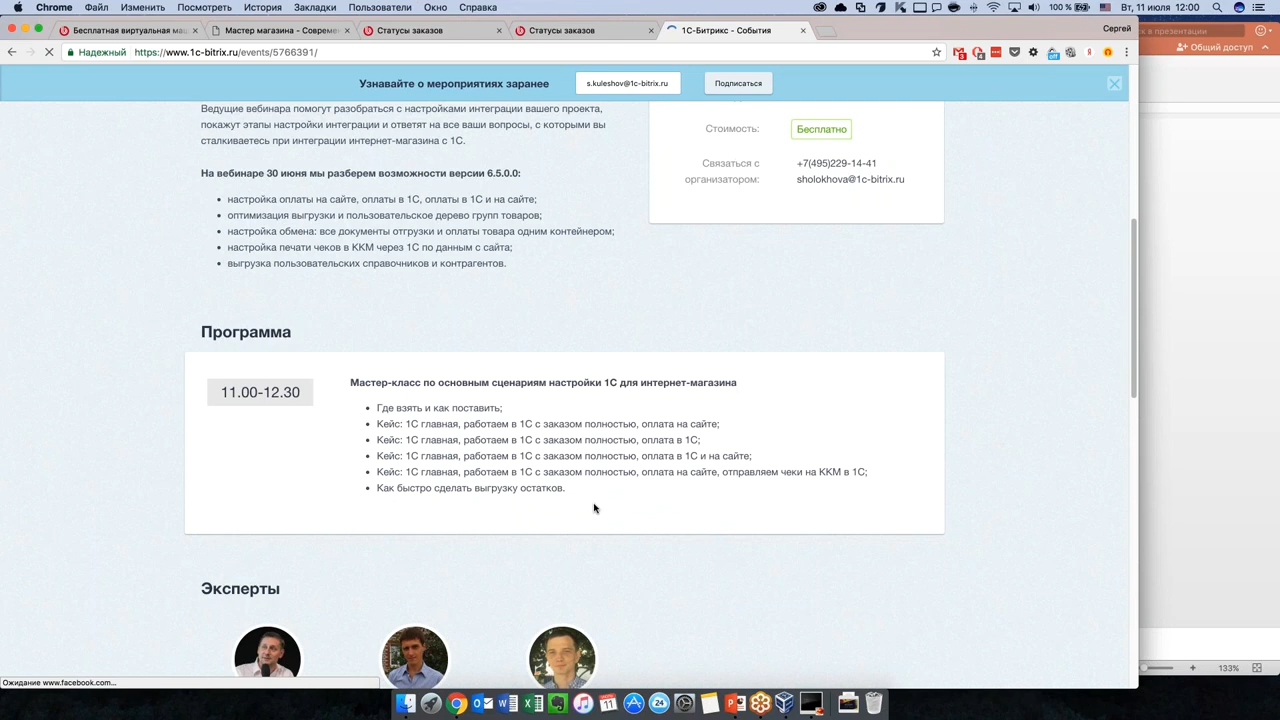 Chrome Файл Изменить Посмотреть История Закладки Пользователи Окно Справка 100 % Вт, 11 июля 12:00
Бесплатная виртуальная маш × Мастер магазина - Современ × Статусы заказов × Статусы заказов × 1С-Битрикс - События × Сергей
к в презентации
Надежный https://www.1c-bitrix.ru/events/5766391/
Общий доступ
Узнавайте о мероприятиях заранее s.kuleshov@1c-bitrix.ru Подписаться
Ведущие вебинара помогут разобраться с настройками интеграции вашего проекта,
покажут этапы настройки интеграции и ответят на все ваши вопросы, с которыми вы
сталкиваетесь при интеграции интернет-магазина с 1С.
На вебинаре 30 июня мы разберем возможности версии 6.5.0.0:
• настройка оплаты на сайте, оплаты в 1С, оплаты в 1С и на сайте;
• оптимизация выгрузки и пользовательское дерево групп товаров;
• настройка обмена: все документы отгрузки и оплаты товара одним контейнером;
• настройка печати чеков в ККМ через 1С по данным с сайта;
• выгрузка пользовательских справочников и контрагентов.
Стоимость: Бесплатно
Связаться с +7(495)229-14-41
организатором: sholokhova@1c-bitrix.ru
Программа
11.00-12.30
Мастер-класс по основным сценариям настройки 1С для интернет-магазина
• Где взять и как поставить;
• Кейс: 1С главная, работаем в 1С с заказом полностью, оплата на сайте;
• Кейс: 1С главная, работаем в 1С с заказом полностью, оплата в 1С;
• Кейс: 1С главная, работаем в 1С с заказом полностью, оплата в 1С и на сайте;
• Кейс: 1С главная, работаем в 1С с заказом полностью, оплата на сайте, отправляем чеки на ККМ в 1С;
• Как быстро сделать выгрузку остатков.
Эксперты
Ожидание www.facebook.com...
133%